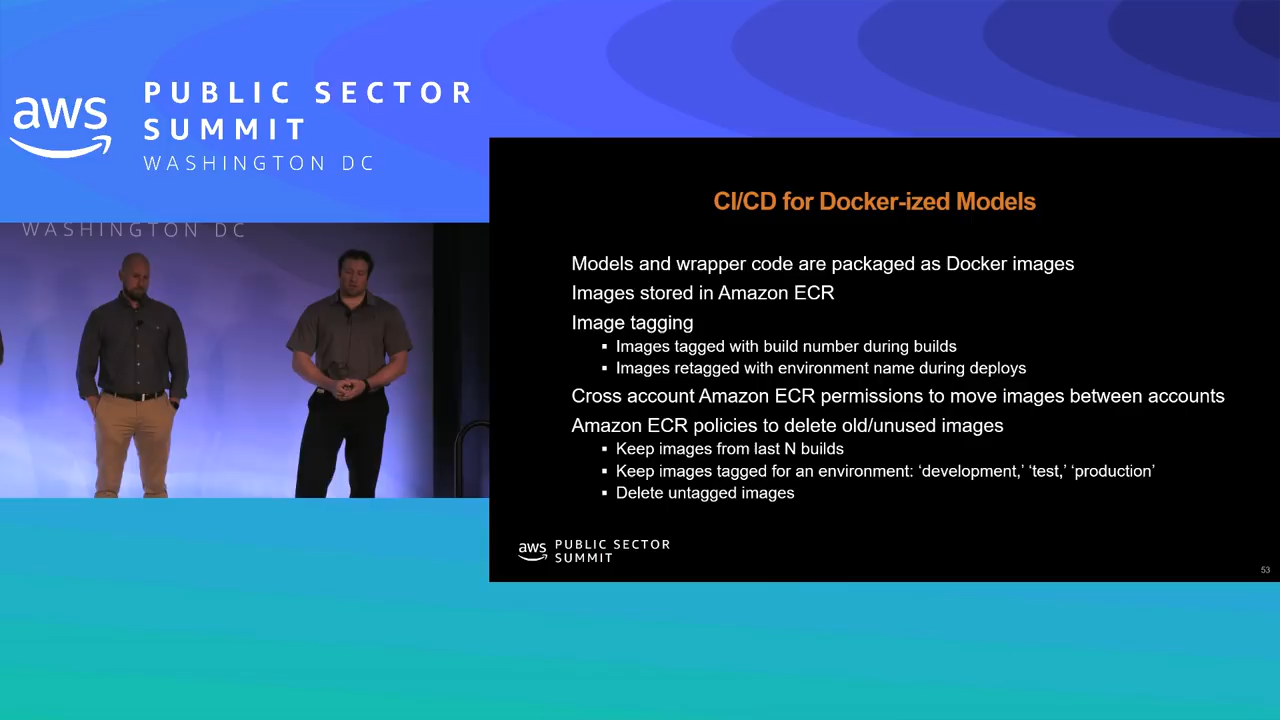 aws
PUBLIC SECTOR
SUMMIT
WASHINGTON DC
WASHINGTON DC
CI/CD for Docker-ized Models
Models and wrapper code are packaged as Docker images
Images stored in Amazon ECR
Image tagging
▪ Images tagged with build number during builds
▪ Images retagged with environment name during deploys
Cross account Amazon ECR permissions to move images between accounts
Amazon ECR policies to delete old/unused images
▪ Keep images from last N builds
▪ Keep images tagged for an environment: ‘development,’ ‘test,’ ‘production’
▪ Delete untagged images
aws PUBLIC SECTOR
SUMMIT
53